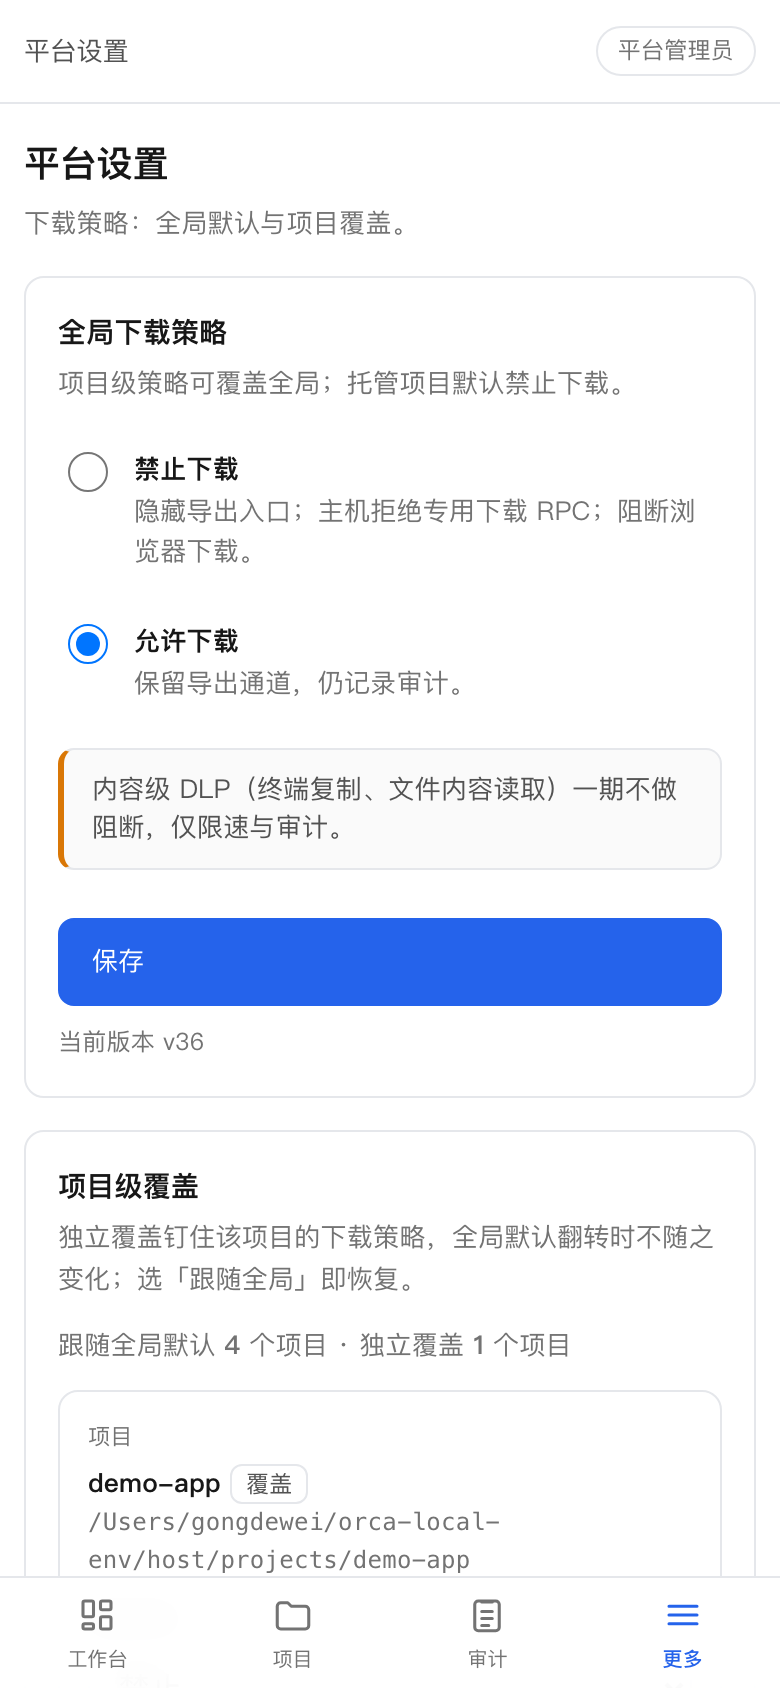 平台设置
平台管理员
平台设置
下载策略：全局默认与项目覆盖。
全局下载策略
项目级策略可覆盖全局；托管项目默认禁止下载。
禁止下载
隐藏导出入口；主机拒绝专用下载 RPC；阻断浏
览器下载。
允许下载
保留导出通道，仍记录审计。
内容级 DLP（终端复制、文件内容读取）一期不做
阻断，仅限速与审计。
保存
当前版本 v36
项目级覆盖
独立覆盖钉住该项目的下载策略，全局默认翻转时不随之
变化；选「跟随全局」即恢复。
跟随全局默认 4 个项目 · 独立覆盖 1 个项目
项目
demo-app 覆盖
/Users/gongdewei/orca-local-
env/host/projects/demo-app
工作台
项目
审计
更多